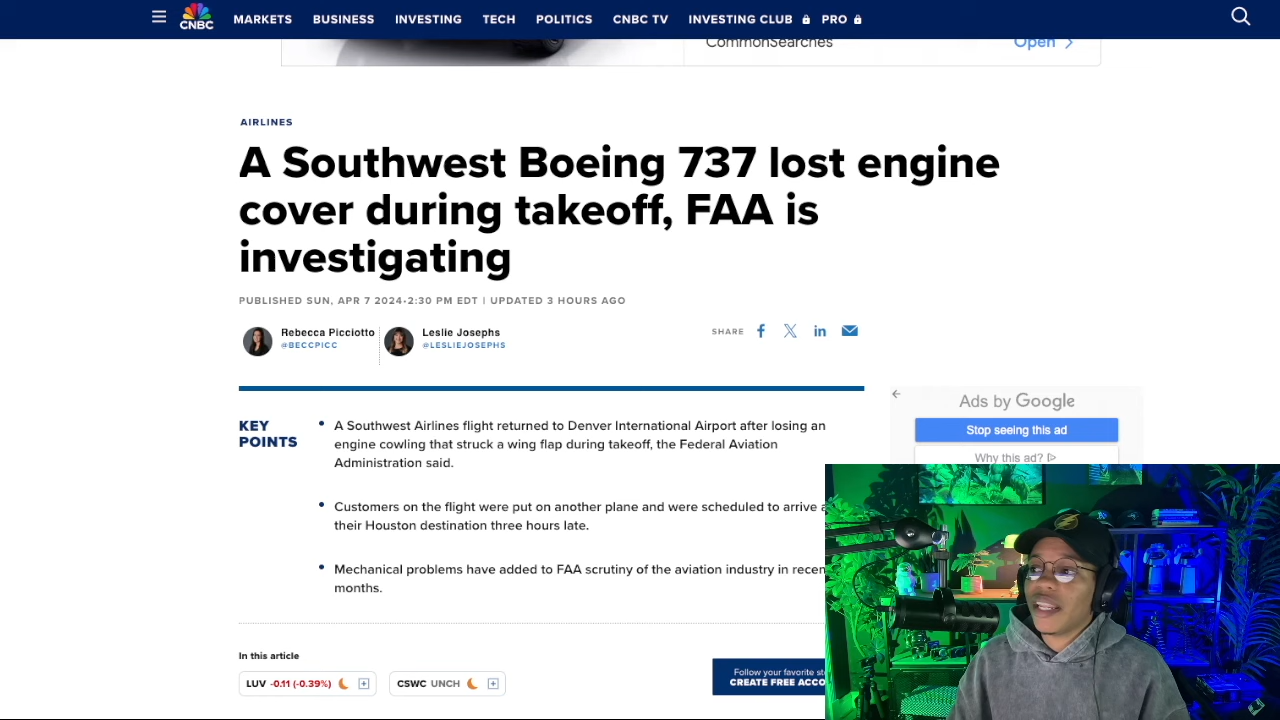 CNBC
MARKETS BUSINESS INVESTING TECH POLITICS CNBC TV INVESTING CLUB PRO
CommonSearches
Open
AIRLINES
A Southwest Boeing 737 lost engine
cover during takeoff, FAA is
investigating
PUBLISHED SUN, APR 7 2024•2:30 PM EDT | UPDATED 3 HOURS AGO
Rebecca Picciotto
@BECCPICC
Leslie Josephs
@LESLIEJOSEPHS
SHARE
Ads by Google
Stop seeing this ad
Why this ad?
KEY
POINTS
A Southwest Airlines flight returned to Denver International Airport after losing an
engine cowling that struck a wing flap during takeoff, the Federal Aviation
Administration said.
Customers on the flight were put on another plane and were scheduled to arrive
their Houston destination three hours late.
Mechanical problems have added to FAA scrutiny of the aviation industry in recen
months.
In this article
LUV -0.11 (-0.39%)
CSWC UNCH
Follow your favorite st
CREATE FREE ACCO